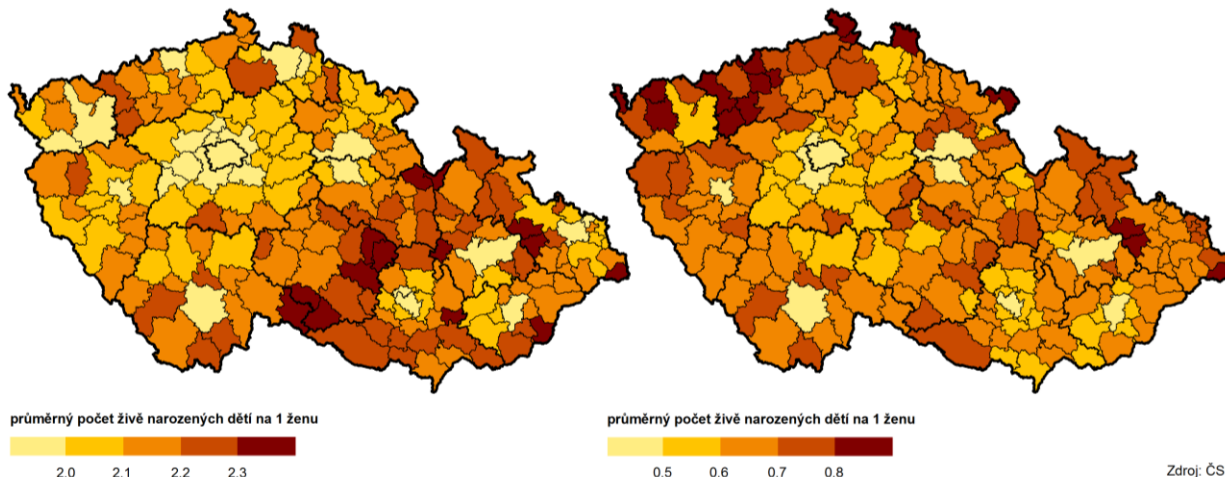 průměrný počet živě narozených dětí na 1 ženu
2.0 2.1 2.2 2.3
průměrný počet živě narozených dětí na 1 ženu
0.5 0.6 0.7 0.8
Zdroj: ČS